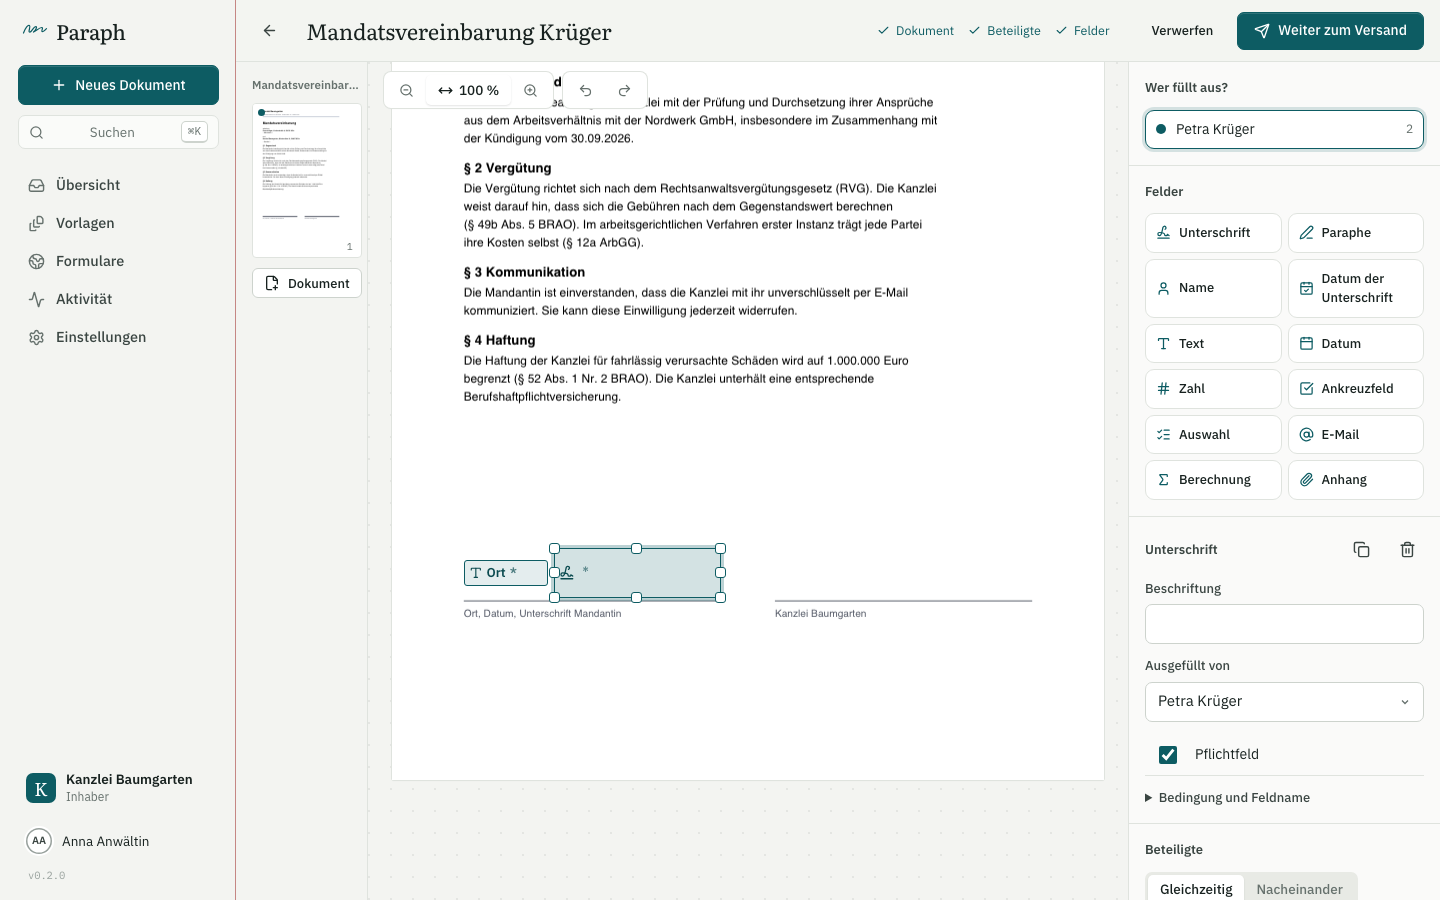 Paraph
Neues Dokument
Suchen
⌘K
Übersicht
Vorlagen
Formulare
Aktivität
Einstellungen
K
Kanzlei Baumgarten
Inhaber
AA
Anna Anwältin
v0.2.0
Mandatsvereinbarung Krüger
Dokument
Beteiligte
Felder
Verwerfen
Weiter zum Versand
Mandatsvereinbar...
1
Dokument
100 %
mit der Prüfung und Durchsetzung ihrer Ansprüche
aus dem Arbeitsverhältnis mit der Nordwerk GmbH, insbesondere im Zusammenhang mit
der Kündigung vom 30.09.2026.
§ 2 Vergütung
Die Vergütung richtet sich nach dem Rechtsanwaltsvergütungsgesetz (RVG). Die Kanzlei
weist darauf hin, dass sich die Gebühren nach dem Gegenstandswert berechnen
(§ 49b Abs. 5 BRAO). Im arbeitsgerichtlichen Verfahren erster Instanz trägt jede Partei
ihre Kosten selbst (§ 12a ArbGG).
§ 3 Kommunikation
Die Mandantin ist einverstanden, dass die Kanzlei mit ihr unverschlüsselt per E-Mail
kommuniziert. Sie kann diese Einwilligung jederzeit widerrufen.
§ 4 Haftung
Die Haftung der Kanzlei für fahrlässig verursachte Schäden wird auf 1.000.000 Euro
begrenzt (§ 52 Abs. 1 Nr. 2 BRAO). Die Kanzlei unterhält eine entsprechende
Berufshaftpflichtversicherung.
Ort *
*
Ort, Datum, Unterschrift Mandantin
Kanzlei Baumgarten
Wer füllt aus?
Petra Krüger
2
Felder
Unterschrift
Paraphe
Name
Datum der
Unterschrift
Text
Datum
Zahl
Ankreuzfeld
Auswahl
E-Mail
Berechnung
Anhang
Unterschrift
Beschriftung
Ausgefüllt von
Petra Krüger
Pflichtfeld
Bedingung und Feldname
Beteiligte
Gleichzeitig
Nacheinander